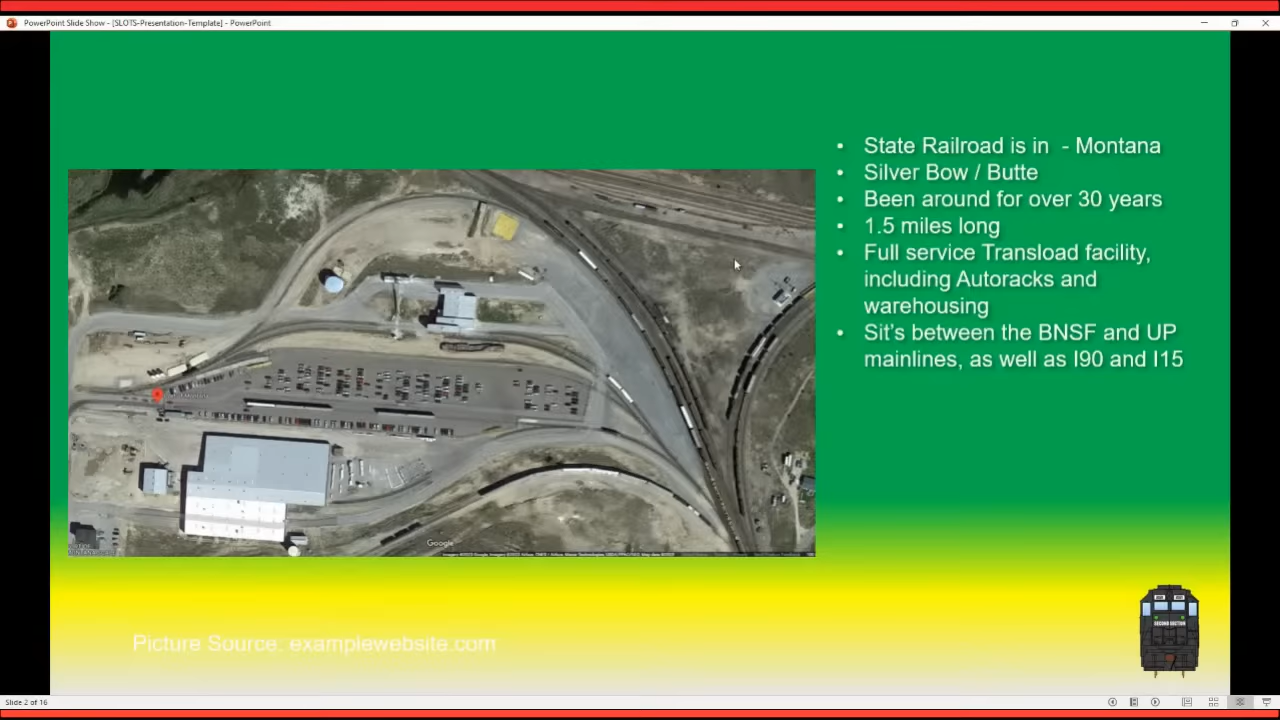 PowerPoint Slide Show - [SLOTS-Presentation-Template] - PowerPoint
State Railroad is in - Montana
Silver Bow / Butte
Been around for over 30 years
1.5 miles long
Full service Transload facility,
including Autoracks and
warehousing
Sit's between the BNSF and UP
mainlines, as well as I90 and I15
Google
Picture Source: examplewebsite.com
SECOND SECTION
Slide 2 of 16